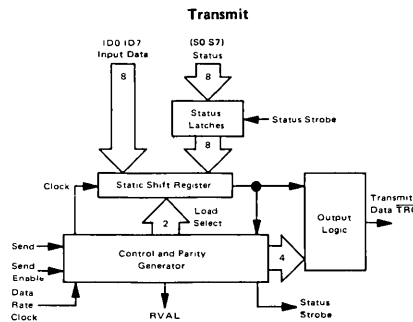 Transmit
ID0 ID7
Input Data
8
(S0 S7)
Status
8
Status
Latches
Status Strobe
8
Clock
Static Shift Register
Load
Select
2
Send
Send
Enable
Data
Rate
Clock
Control and Parity
Generator
4
Output
Logic
Transmit
Data
RVAL
Status
Strobe